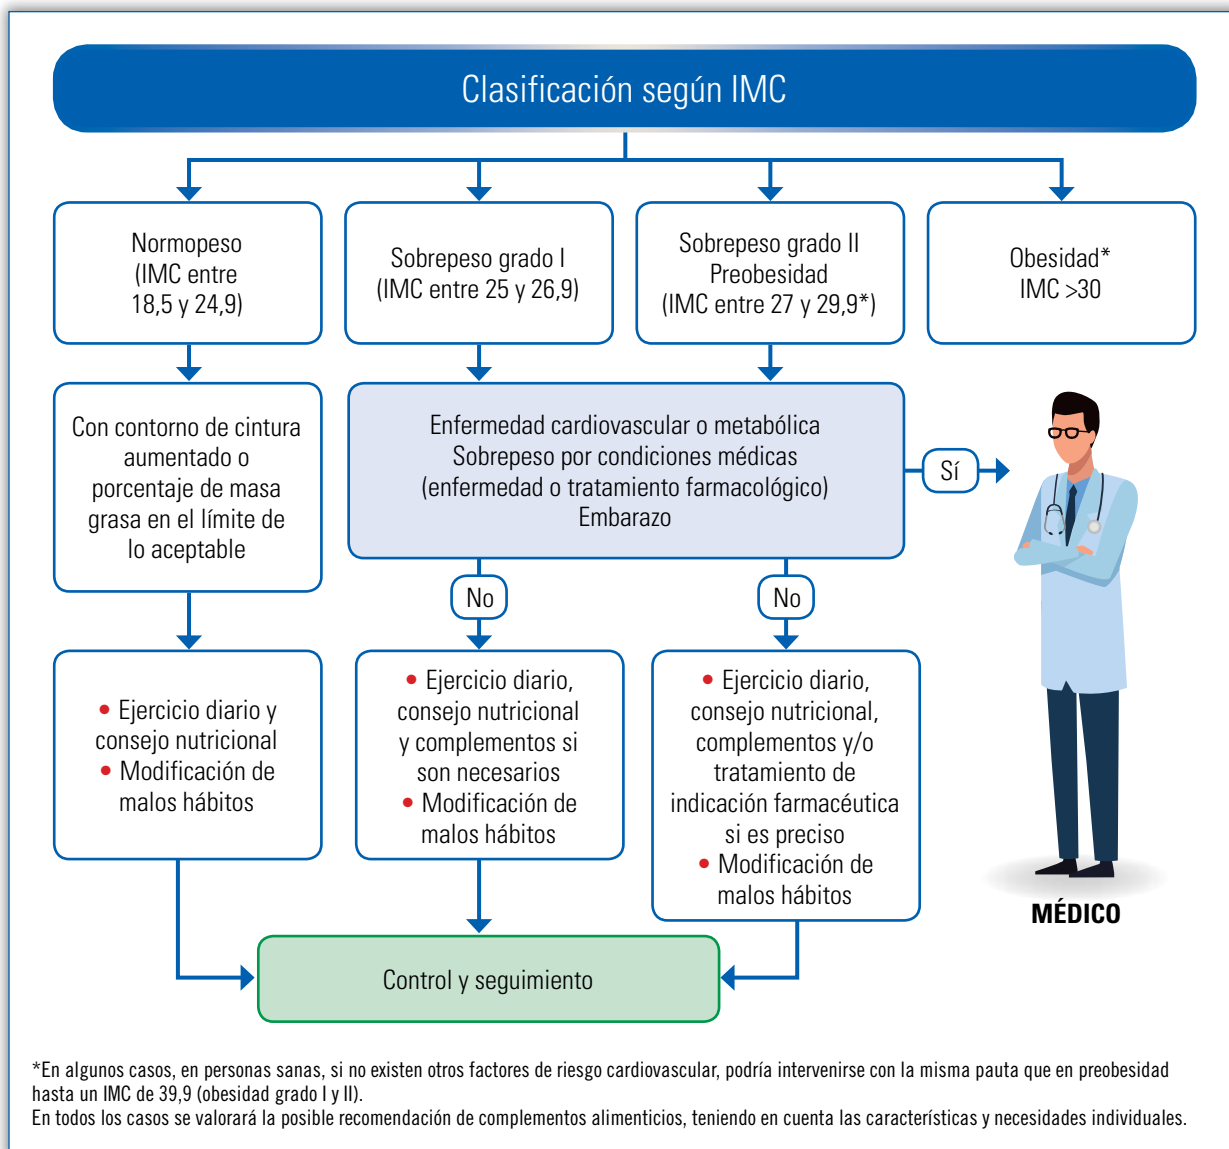 Clasificación según IMC
Normopeso
(IMC entre
18,5 y 24,9)
Sobrepeso grado I
(IMC entre 25 y 26,9)
Sobrepeso grado II
Preobesidad
(IMC entre 27 y 29,9*)
Obesidad*
IMC >30
Con contorno de cintura
aumentado o
porcentaje de masa
grasa en el límite de
lo aceptable
Enfermedad cardiovascular o metabólica
Sobrepeso por condiciones médicas
(enfermedad o tratamiento farmacológico)
Embarazo
Sí
No
No
• Ejercicio diario y
consejo nutricional
• Modificación de
malos hábitos
• Ejercicio diario,
consejo nutricional
y complementos si
son necesarios
• Modificación de
malos hábitos
• Ejercicio diario,
consejo nutricional,
complementos y/o
tratamiento de
indicación farmacéutica
si es preciso
• Modificación de
malos hábitos
MÉDICO
Control y seguimiento
*En algunos casos, en personas sanas, si no existen otros factores de riesgo cardiovascular, podría intervenirse con la misma pauta que en preobesidad
hasta un IMC de 39,9 (obesidad grado I y II).
En todos los casos se valorará la posible recomendación de complementos alimenticios, teniendo en cuenta las características y necesidades individuales.